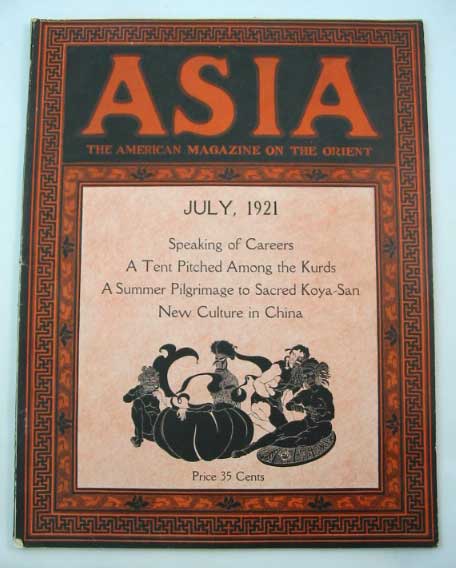 ASIA
THE AMERICAN MAGAZINE ON THE ORIENT
JULY, 1921
Speaking of Careers
A Tent Pitched Among the Kurds
A Summer Pilgrimage to Sacred Koya-San
New Culture in China
Price 35 Cents